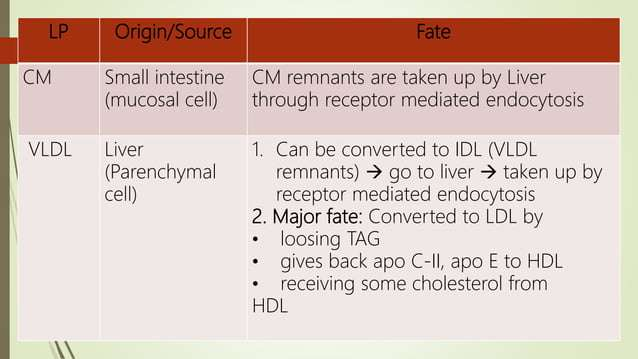 LP Origin/Source Fate
CM
Small intestine
(mucosal cell)
CM remnants are taken up by Liver
through receptor mediated endocytosis
VLDL
Liver
(Parenchymal
cell)
1. Can be converted to IDL (VLDL
remnants) → go to liver → taken up by
receptor mediated endocytosis
2. Major fate: Converted to LDL by
• loosing TAG
• gives back apo C-II, apo E to HDL
• receiving some cholesterol from
HDL